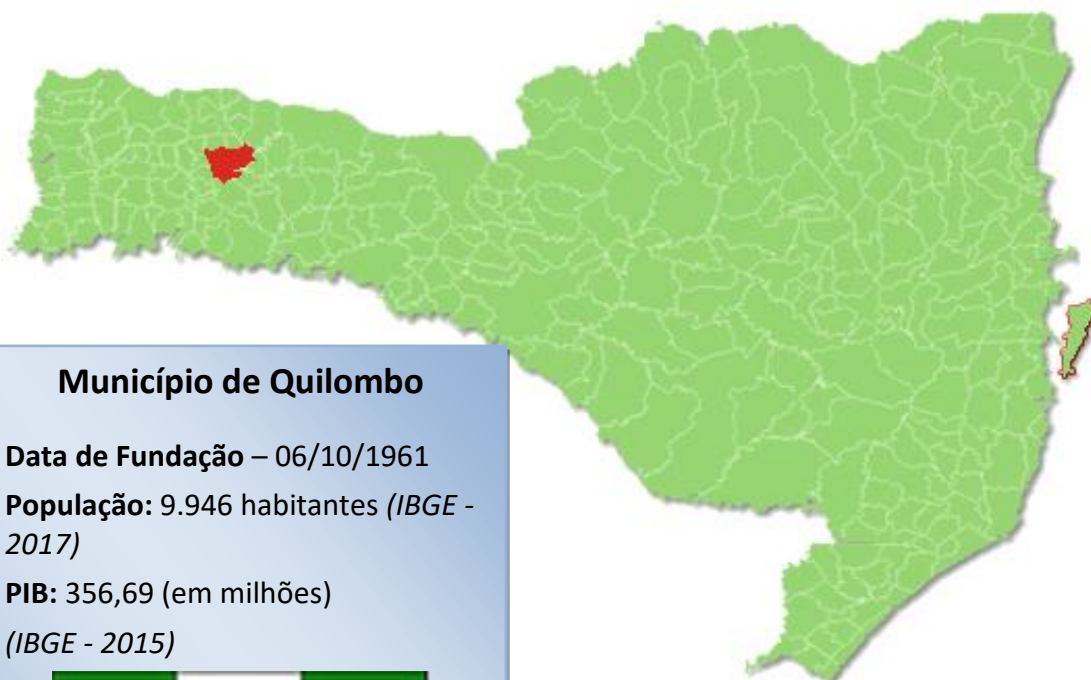 Município de Quilombo
Data de Fundação – 06/10/1961
População: 9.946 habitantes (IBGE -
2017)
PIB: 356,69 (em milhões)
(IBGE - 2015)